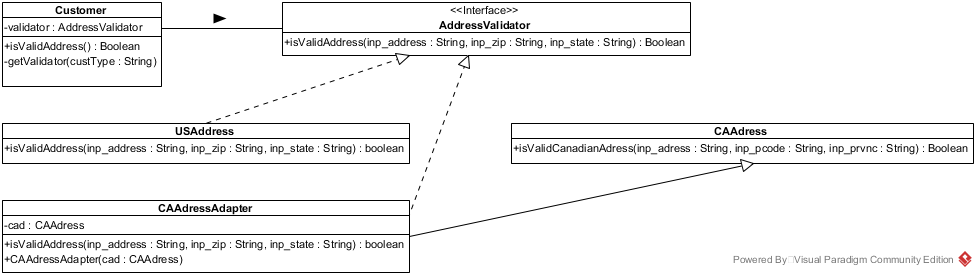 Customer
-validator : AddressValidator
+isValidAddress() : Boolean
-getValidator(custType : String)
<<Interface>>
AddressValidator
+isValidAddress(inp_address : String, inp_zip : String, inp_state : String) : Boolean
USAddress
+isValidAddress(inp_address : String, inp_zip : String, inp_state : String) : boolean
CAAdress
+isValidCanadianAdress(inp_adress : String, inp_pcode : String, inp_prvnc : String) : Boolean
CAAdressAdapter
-cad : CAAdress
+isValidAddress(inp_address : String, inp_zip : String, inp_state : String) : boolean
+CAAdressAdapter(cad : CAAdress)
Powered By Visual Paradigm Community Edition